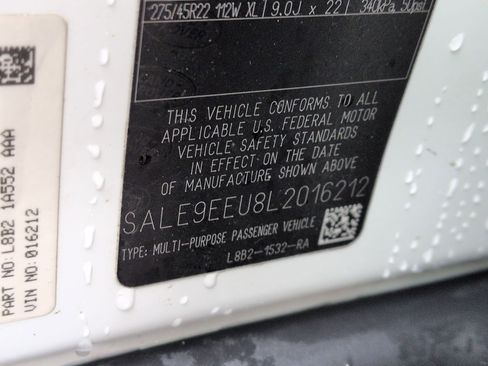 275/45R22 112W XL 9.0J x 22 340kPa, 50psi
THIS VEHICLE CONFORMS TO ALL
APPLICABLE U.S. FEDERAL MOTOR
VEHICLE SAFETY STANDARDS
IN EFFECT ON THE DATE
OF MANUFACTURE SHOWN ABOVE
SALE9EEU8L2016212
TYPE: MULTI-PURPOSE PASSENGER VEHICLE
L8B2-1532-RA
PART NO: L8B2 1A552 AAA
VIN NO: 016212